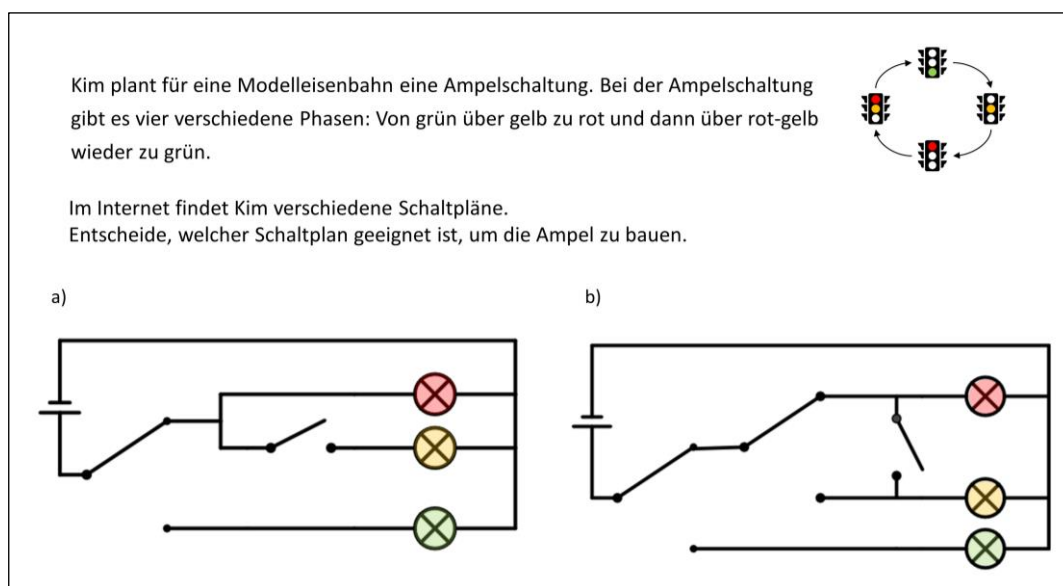 Kim plant für eine Modelleisenbahn eine Ampelschaltung. Bei der Ampelschaltung
gibt es vier verschiedene Phasen: Von grün über gelb zu rot und dann über rot-gelb
wieder zu grün.
Im Internet findet Kim verschiedene Schaltpläne.
Entscheide, welcher Schaltplan geeignet ist, um die Ampel zu bauen.
a)
b)